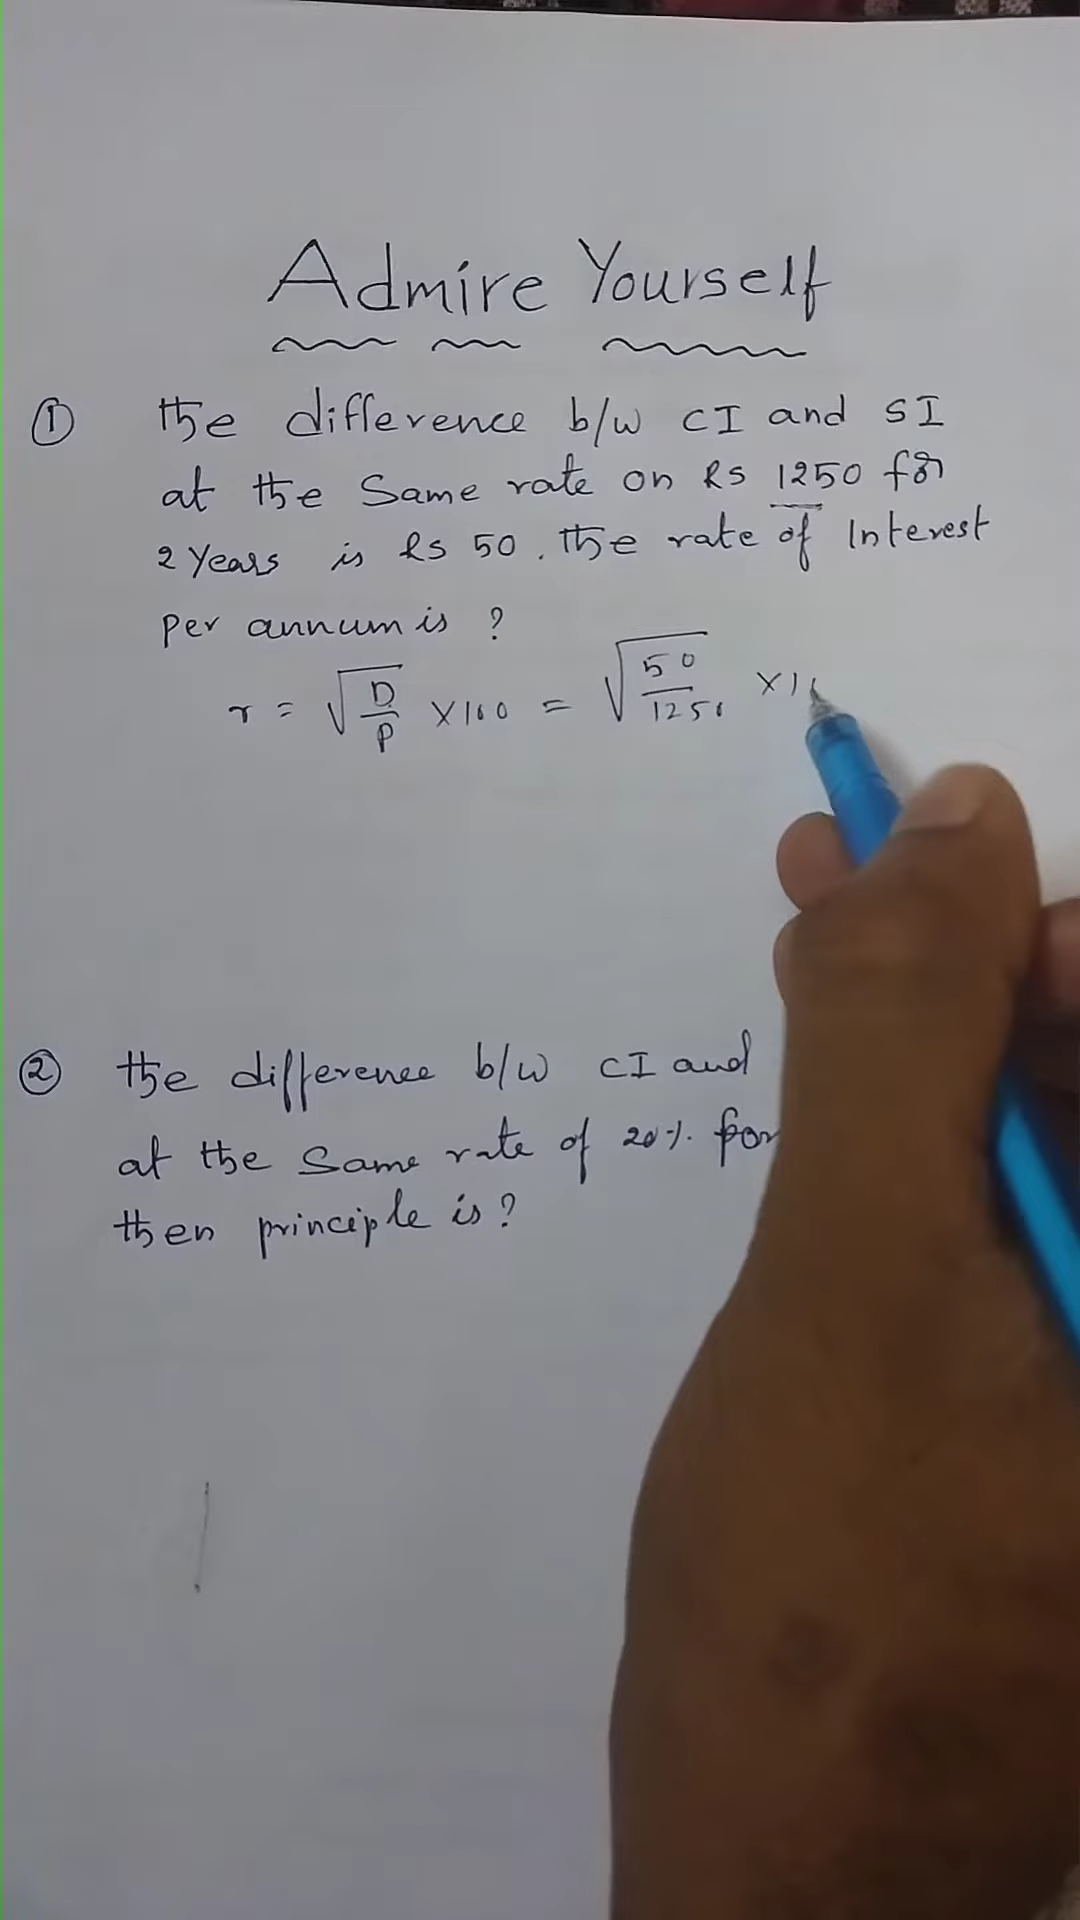 Admire Yourself
① The difference b/w CI and SI
at the Same rate on Rs 1250 for
2 Years is Rs 50. The rate of Interest
Per annum is ?
r = √D/P ×100 = √50/1250 ×1
② The difference b/w CI and
at the Same rate of 20%. for
then principle is ?